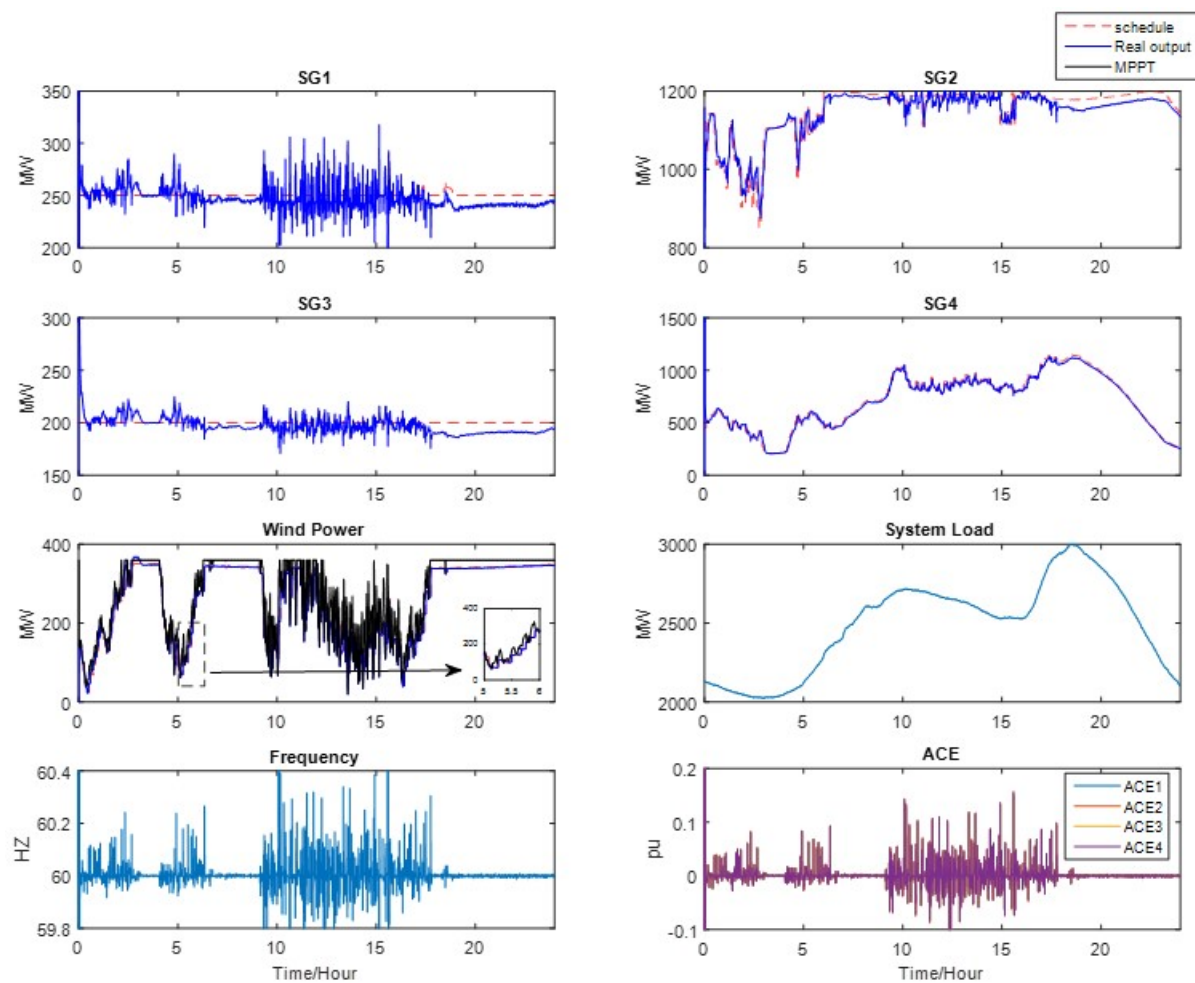 schedule
Real output
MPPT
SG1
350
300
250
200
MW
0 5 10 15 20
SG2
1200
1000
800
MW
0 5 10 15 20
SG3
300
250
200
150
MW
0 5 10 15 20
SG4
1500
1000
500
0
MW
0 5 10 15 20
Wind Power
400
300
200
100
0
MW
0 5 10 15 20
400
200
0
5 5.5 6
System Load
3000
2500
2000
MW
0 5 10 15 20
Frequency
60.4
60.2
60
59.8
HZ
0 5 10 15 20
Time/Hour
ACE
0.2
0.1
0
-0.1
pu
ACE1
ACE2
ACE3
ACE4
0 5 10 15 20
Time/Hour